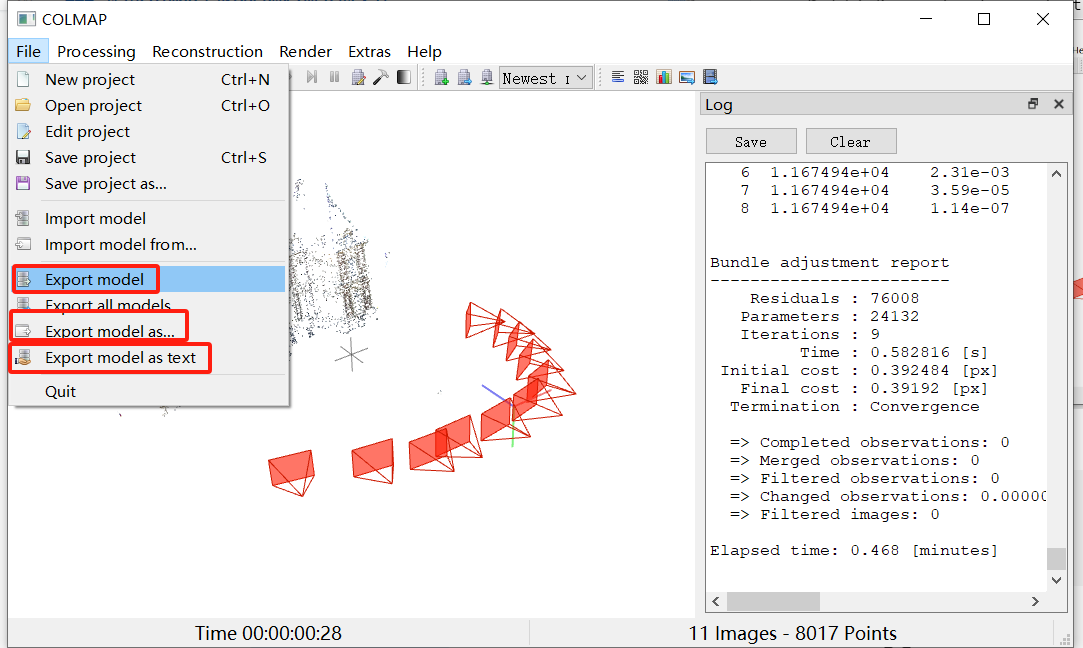 COLMAP
File Processing Reconstruction Render Extras Help
New project Ctrl+N
Open project Ctrl+O
Edit project
Save project Ctrl+S
Save project as...
Import model
Import model from...
Export model
Export all models
Export model as...
Export model as text
Quit
Newest
Log
Save Clear
6 1.167494e+04 2.31e-03
7 1.167494e+04 3.59e-05
8 1.167494e+04 1.14e-07
Bundle adjustment report
------------------------
Residuals : 76008
Parameters : 24132
Iterations : 9
Time : 0.582816 [s]
Initial cost : 0.392484 [px]
Final cost : 0.39192 [px]
Termination : Convergence
=> Completed observations: 0
=> Merged observations: 0
=> Filtered observations: 0
=> Changed observations: 0.00000
=> Filtered images: 0
Elapsed time: 0.468 [minutes]
Time 00:00:00:28
11 Images - 8017 Points